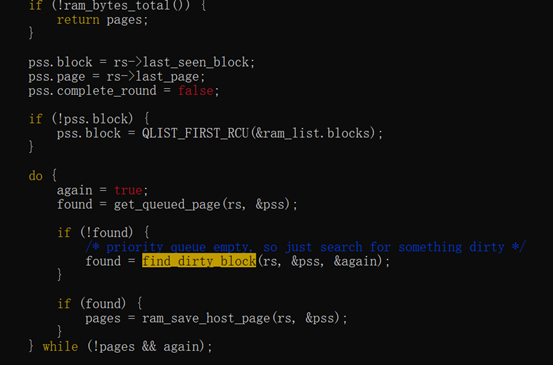 if (!ram_bytes_total()) {
return pages;
}
pss.block = rs->last_seen_block;
pss.page = rs->last_page;
pss.complete_round = false;
if (!pss.block) {
pss.block = QLIST_FIRST_RCU(&ram_list.blocks);
}
do {
again = true;
found = get_queued_page(rs, &pss);
if (!found) {
/* priority queue empty, so just search for something dirty */
found = find_dirty_block(rs, &pss, &again);
}
if (found) {
pages = ram_save_host_page(rs, &pss);
}
} while (!pages && again);